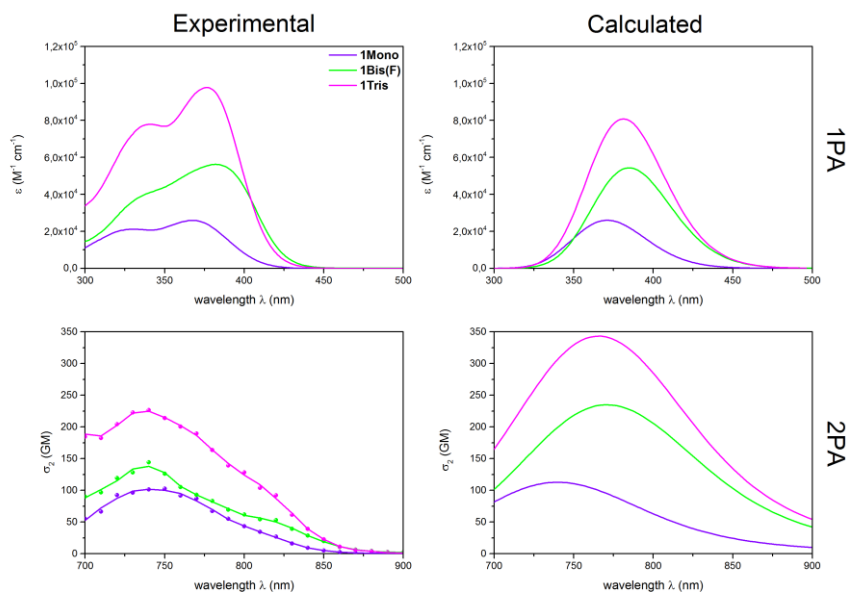 Experimental
Calculated
1,2x10⁶
1,0x10⁵
8,0x10⁴
6,0x10⁴
4,0x10⁴
2,0x10⁴
0,0
ε (M⁻¹ cm⁻¹)
1Mono
1Bis(F)
1Tris
300 350 400 450 500
wavelength λ (nm)
1,2x10⁶
1,0x10⁵
8,0x10⁴
6,0x10⁴
4,0x10⁴
2,0x10⁴
0,0
ε (M⁻¹ cm⁻¹)
300 350 400 450 500
wavelength λ (nm)
1PA
350
300
250
200
150
100
50
0
σ₂ (GM)
700 750 800 850 900
wavelength λ (nm)
350
300
250
200
150
100
50
0
σ₂ (GM)
700 750 800 850 900
wavelength λ (nm)
2PA